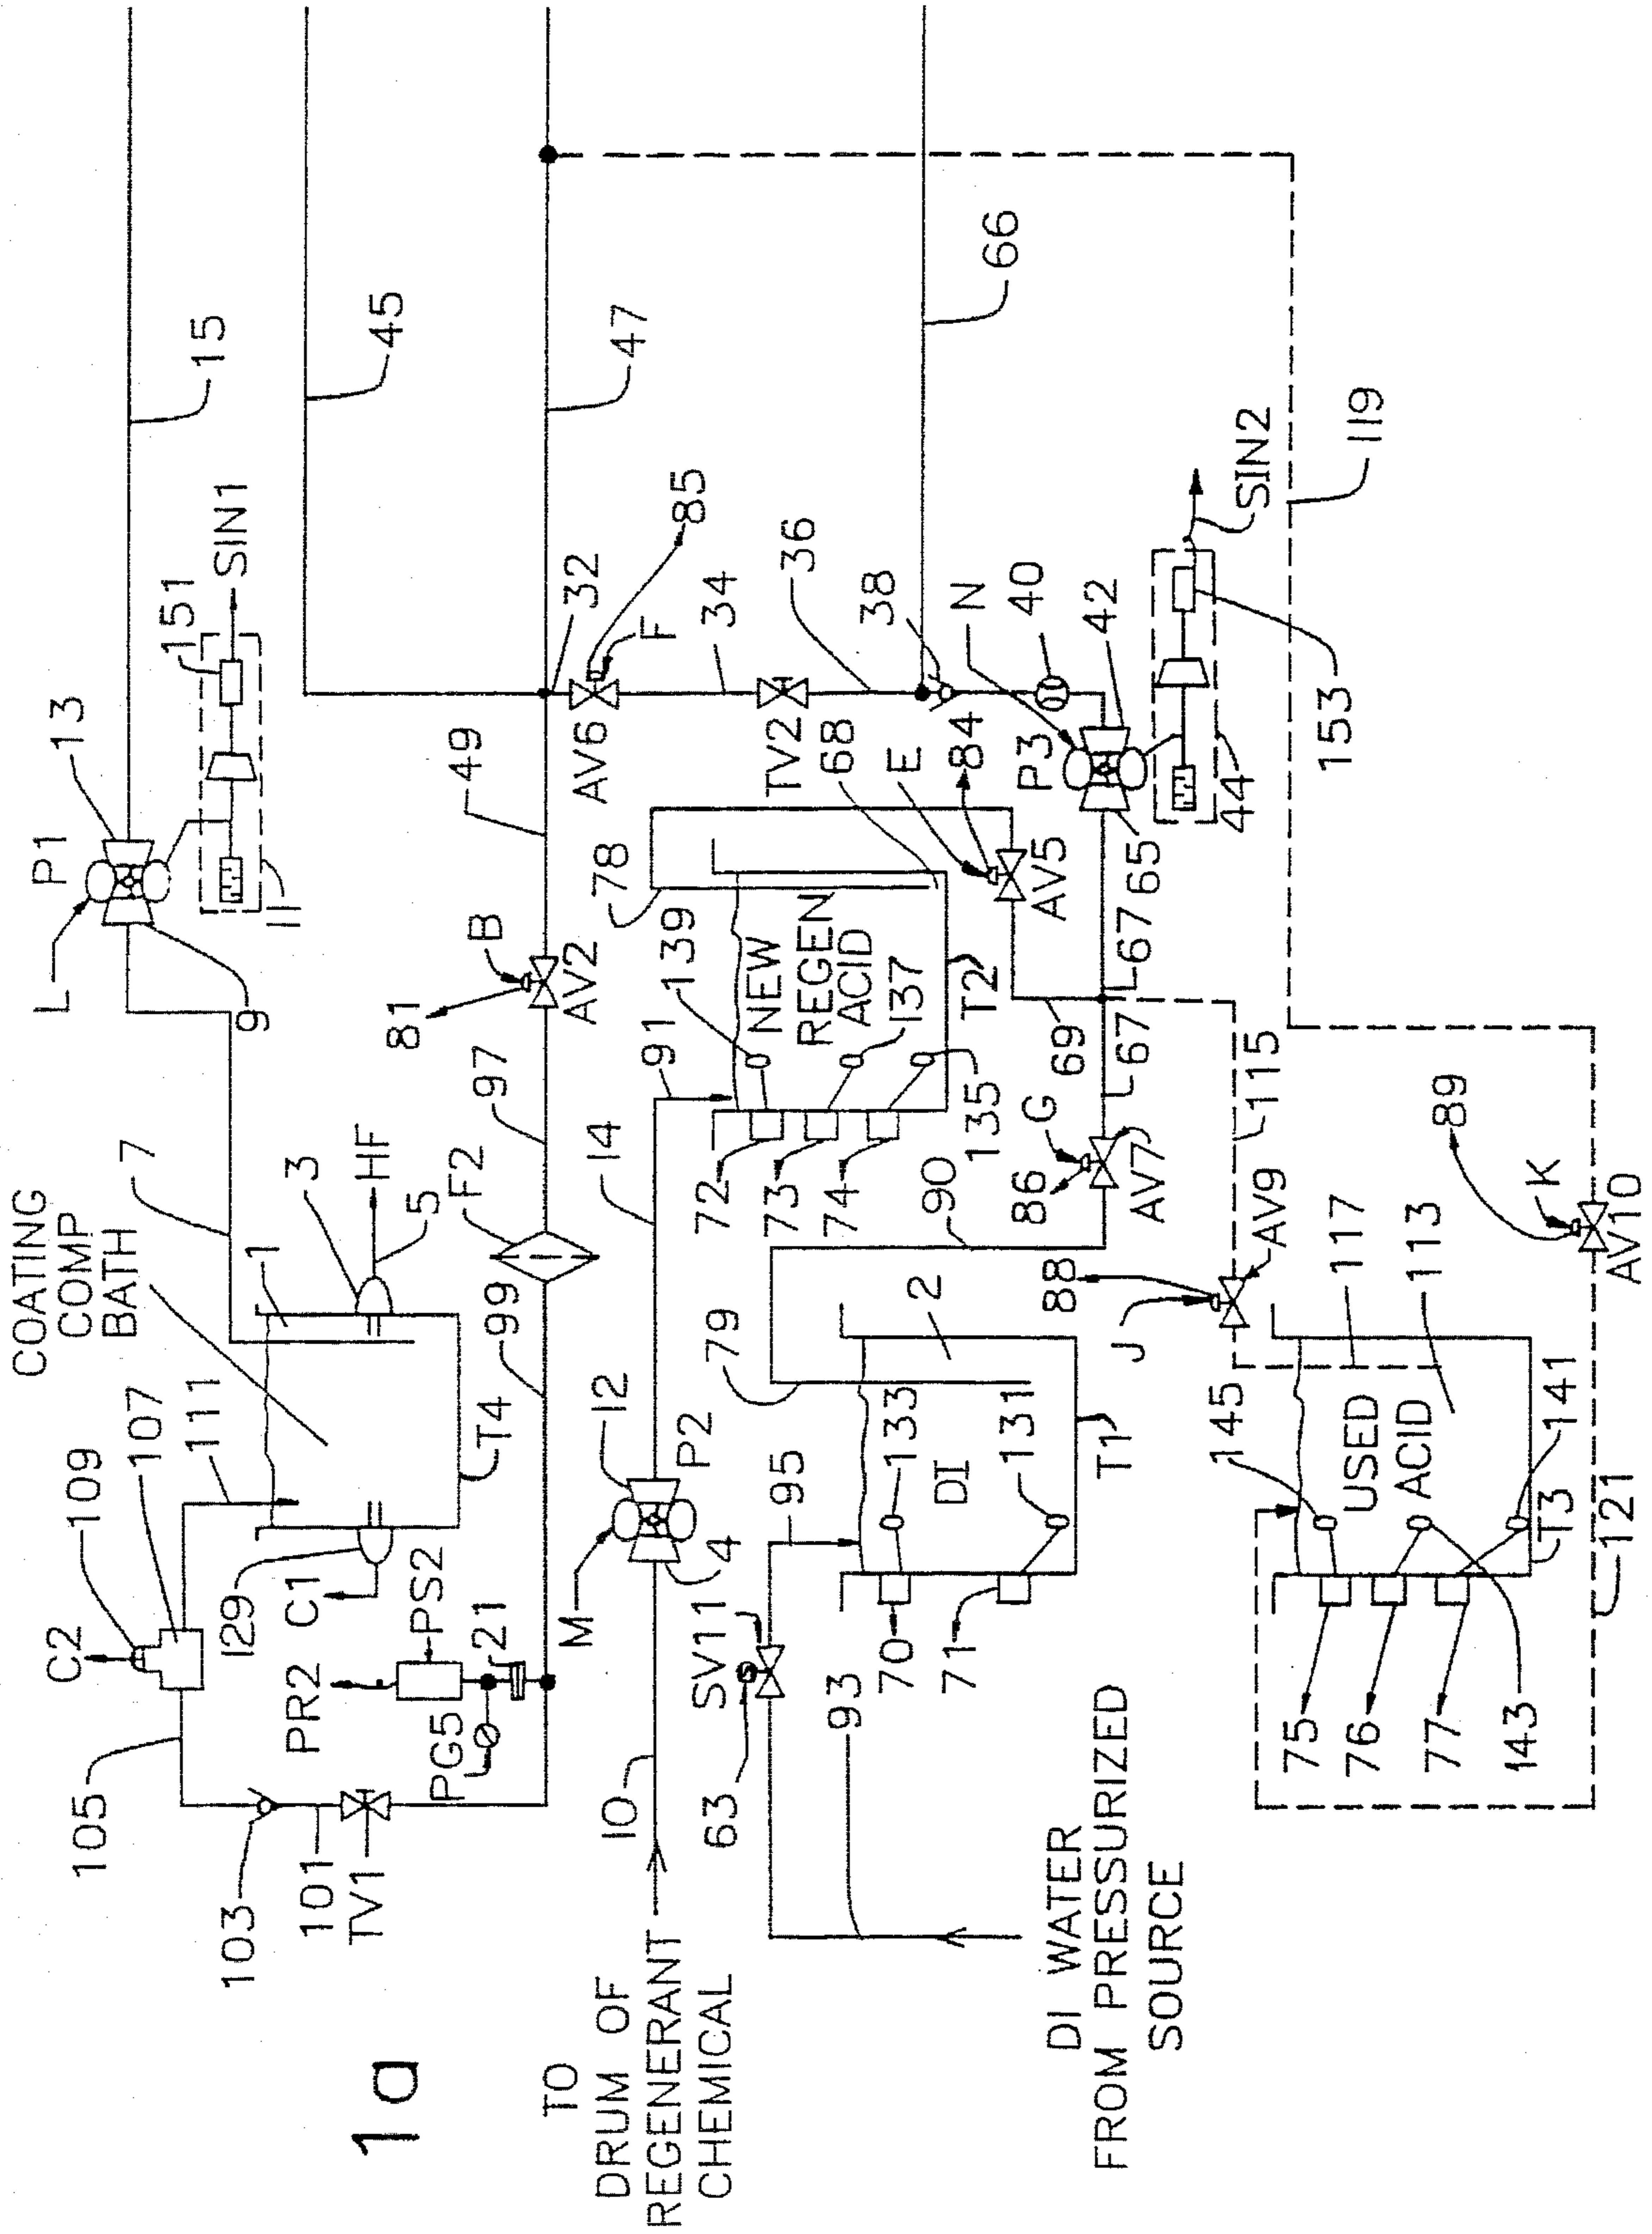 1a
COATING
COMP
BATH
C2
109
107
111
105
103
101
TV1
129
C1
PR2
PS2
PG5
21
T4
99
1
7
3
HF
5
F2
97
81
B
AV2
49
L
P1
13
9
11
151
SIN1
15
45
47
32
AV6
F
85
34
TV2
36
38
66
N
40
42
P3
65
44
153
SIN2
119
TO
DRUM OF
REGENERANT
CHEMICAL
10
M
4
P2
12
14
91
139
NEW
REGEN
ACID
137
135
72
73
74
T2
78
68
E
84
AV5
69
67
67
G
86
AV7
90
115
DI WATER
FROM PRESSURIZED
SOURCE
93
63
SV11
95
79
2
133
DI
131
70
71
T1
J
88
AV9
117
113
145
USED
ACID
141
143
T3
75
76
77
121
89
K
AV10